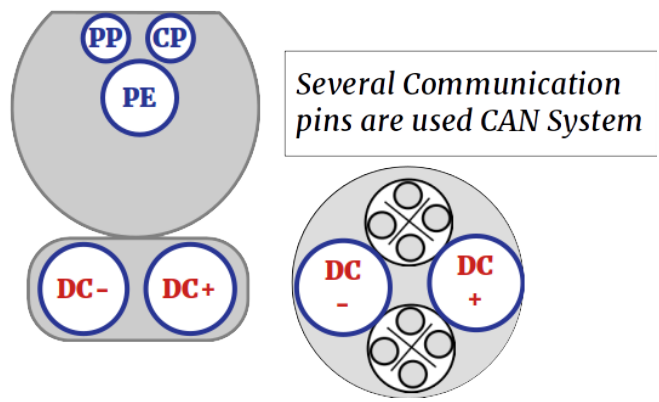 PP CP
PE
Several Communication
pins are used CAN System
DC- DC+
DC
-
DC
+